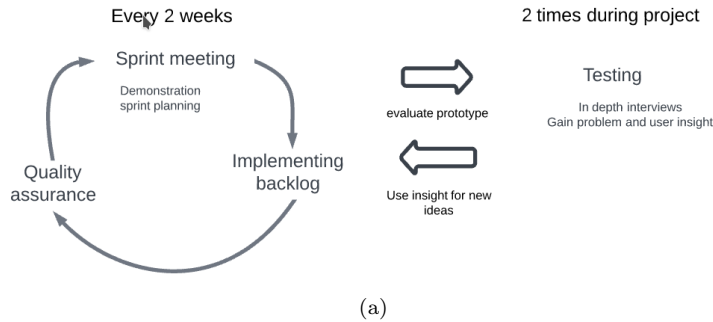 Every 2 weeks
2 times during project
Sprint meeting
Demonstration
sprint planning
Implementing
backlog
Quality
assurance
evaluate prototype
Use insight for new
ideas
Testing
In depth interviews
Gain problem and user insight
(a)